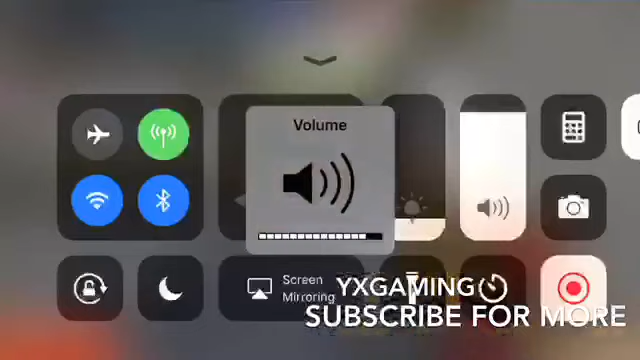 Volume
Screen
Mirroring
YXGAMING
SUBSCRIBE FOR MORE